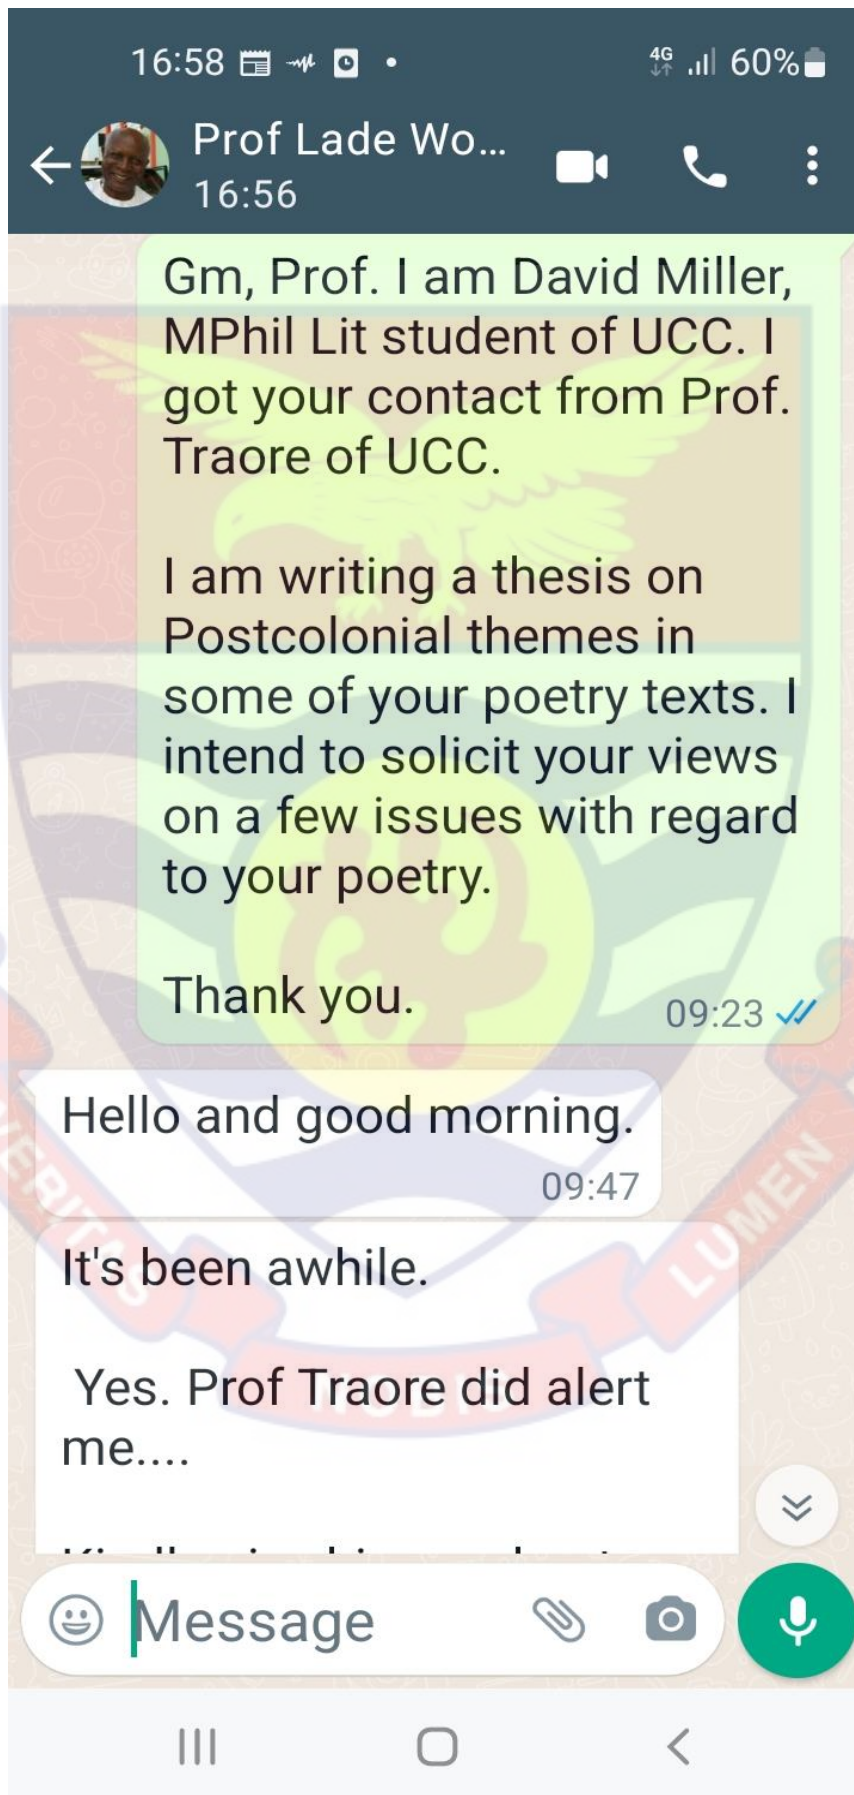 16:58
4G
60%
Prof Lade Wo...
16:56
Gm, Prof. I am David Miller,
MPhil Lit student of UCC. I
got your contact from Prof.
Traore of UCC.
I am writing a thesis on
Postcolonial themes in
some of your poetry texts. I
intend to solicit your views
on a few issues with regard
to your poetry.
Thank you.
09:23
Hello and good morning.
09:47
It's been awhile.
Yes. Prof Traore did alert
me....
Message
VERITAS
NOBIS
LUMEN